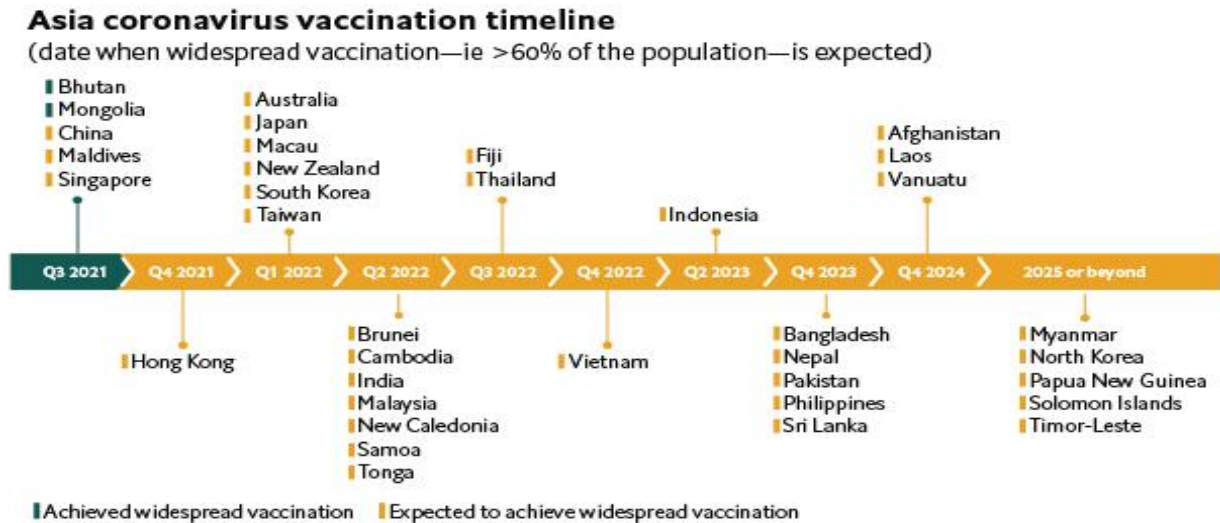 Asia coronavirus vaccination timeline
(date when widespread vaccination—ie >60% of the population—is expected)
Bhutan
Mongolia
China
Maldives
Singapore
Australia
Japan
Macau
New Zealand
South Korea
Taiwan
Fiji
Thailand
Indonesia
Afghanistan
Laos
Vanuatu
Q3 2021
Q4 2021
Q1 2022
Q2 2022
Q3 2022
Q4 2022
Q2 2023
Q4 2023
Q4 2024
2025 or beyond
Hong Kong
Brunei
Cambodia
India
Malaysia
New Caledonia
Samoa
Tonga
Vietnam
Bangladesh
Nepal
Pakistan
Philippines
Sri Lanka
Myanmar
North Korea
Papua New Guinea
Solomon Islands
Timor-Leste
Achieved widespread vaccination
Expected to achieve widespread vaccination